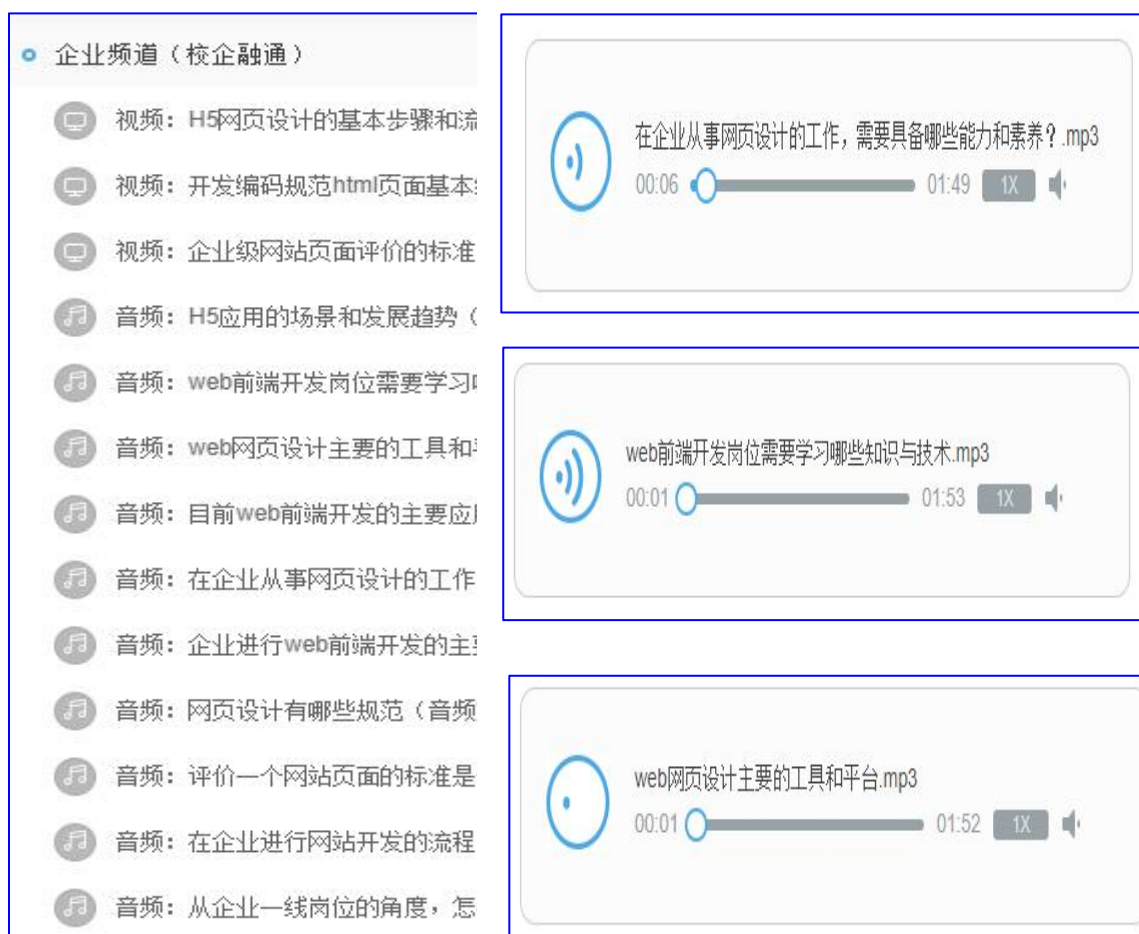 企业频道（校企融通）
视频：H5网页设计的基本步骤和流
视频：开发编码规范html页面基本
视频：企业级网站页面评价的标准
音频：H5应用的场景和发展趋势（
音频：web前端开发岗位需要学习
音频：web网页设计主要的工具和
音频：目前web前端开发的主要应
音频：在企业从事网页设计的工作
音频：企业进行web前端开发的主
音频：网页设计有哪些规范（音频
音频：评价一个网站页面的标准是
音频：在企业进行网站开发的流程
音频：从企业一线岗位的角度，怎
在企业从事网页设计的工作，需要具备哪些能力和素养？.mp3
00:06 01:49 1X
web前端开发岗位需要学习哪些知识与技术.mp3
00:01 01:53 1X
web网页设计主要的工具和平台.mp3
00:01 01:52 1X